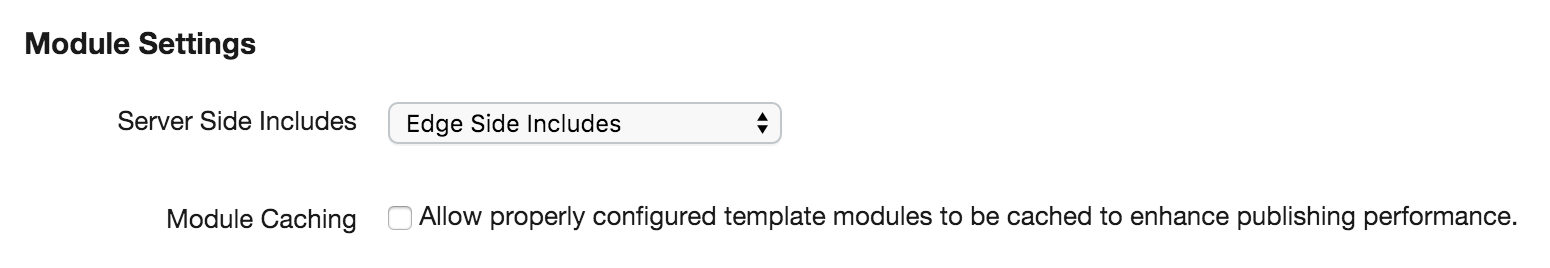 Module Settings
Server Side Includes Edge Side Includes
Module Caching Allow properly configured template modules to be cached to enhance publishing performance.